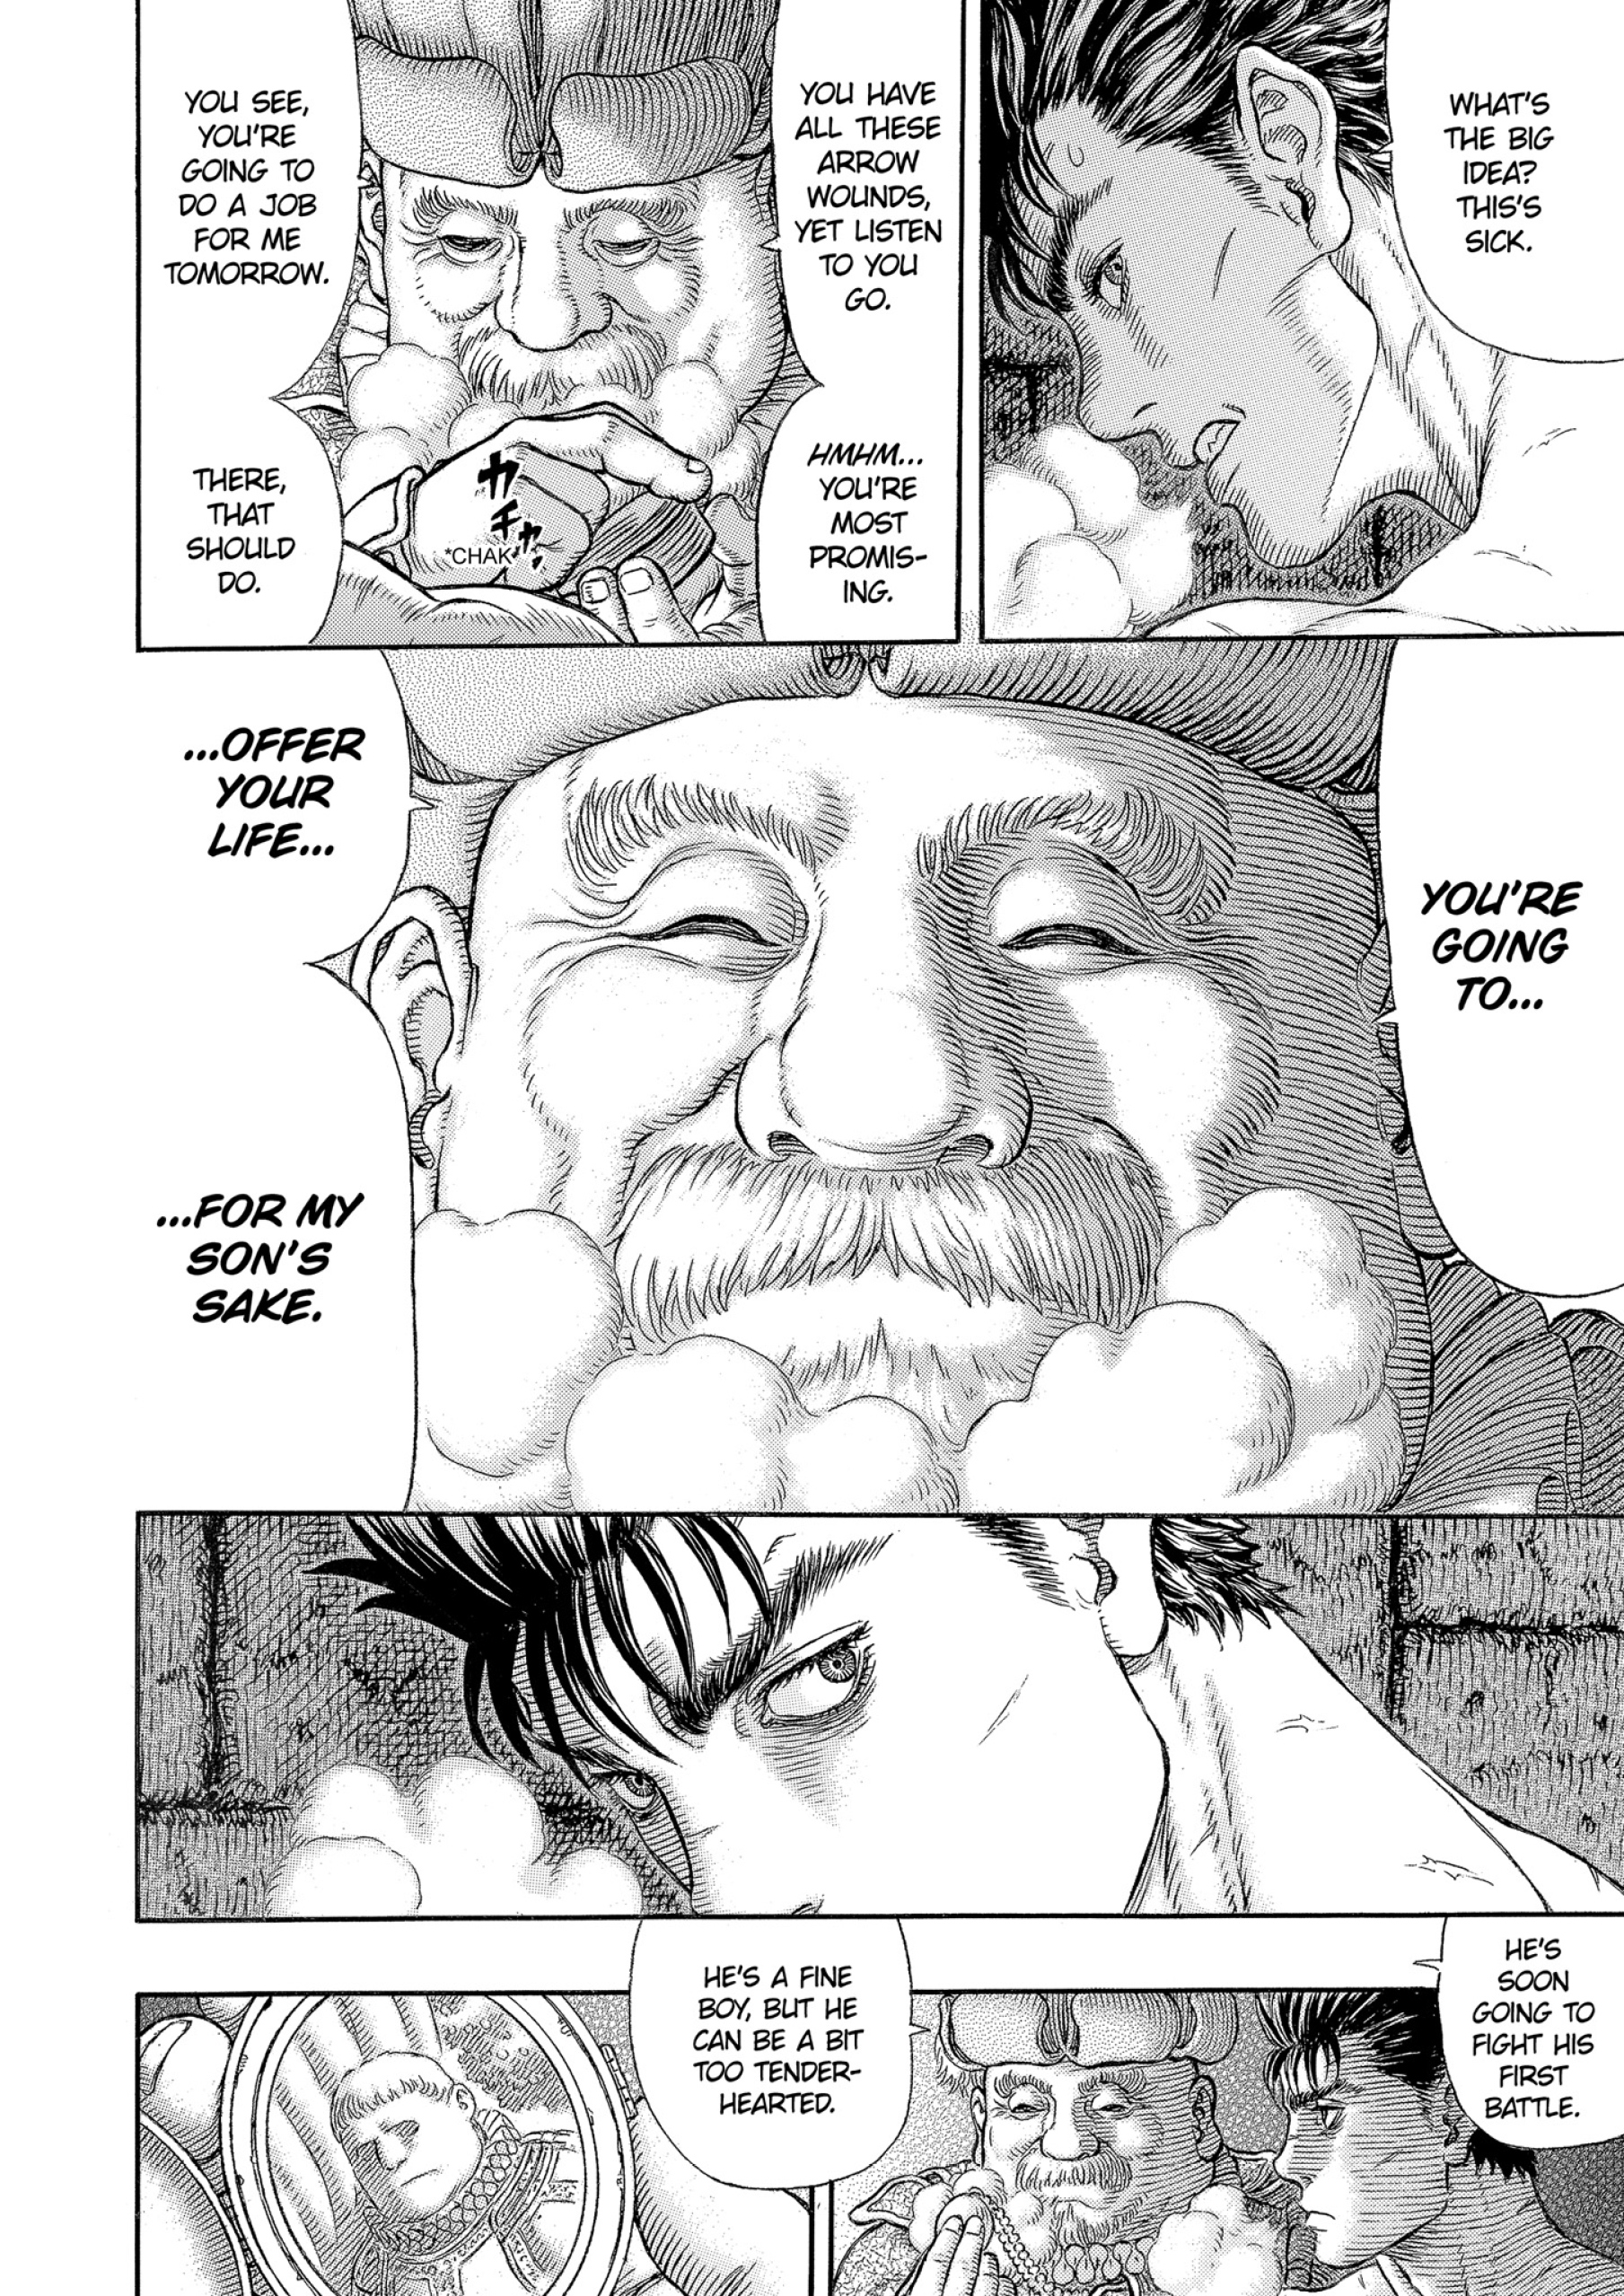 WHAT'S
THE BIG
IDEA?
THIS'S
SICK.
YOU HAVE
ALL THESE
ARROW
WOUNDS,
YET LISTEN
TO YOU
GO.
HMHM...
YOU'RE
MOST
PROMIS-
ING.
YOU SEE,
YOU'RE
GOING TO
DO A JOB
FOR ME
TOMORROW.
THERE,
THAT
SHOULD
DO.
カチャ
*CHAK
YOU'RE
GOING
TO...
...OFFER
YOUR
LIFE...
...FOR MY
SON'S
SAKE.
HE'S
SOON
GOING TO
FIGHT HIS
FIRST
BATTLE.
HE'S A FINE
BOY, BUT HE
CAN BE A BIT
TOO TENDER-
HEARTED.